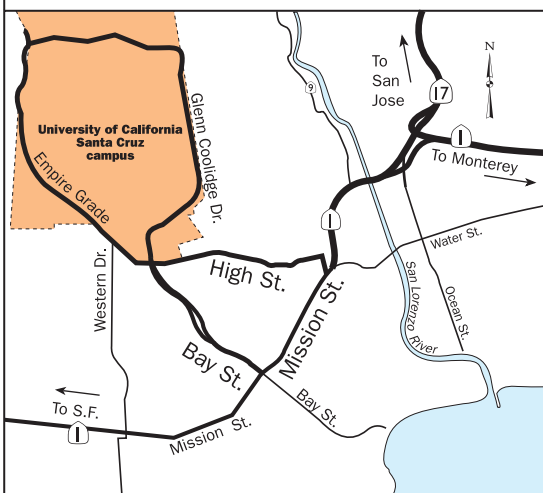 To
San
Jose
N
9
17
1
To Monterey
Glenn Coolidge Dr.
University of California
Santa Cruz
campus
Empire Grade
1
Water St.
High St.
Western Dr.
Mission St.
San Lorenzo
River
Ocean St.
Bay St.
Bay St.
To S.F.
1
Mission St.